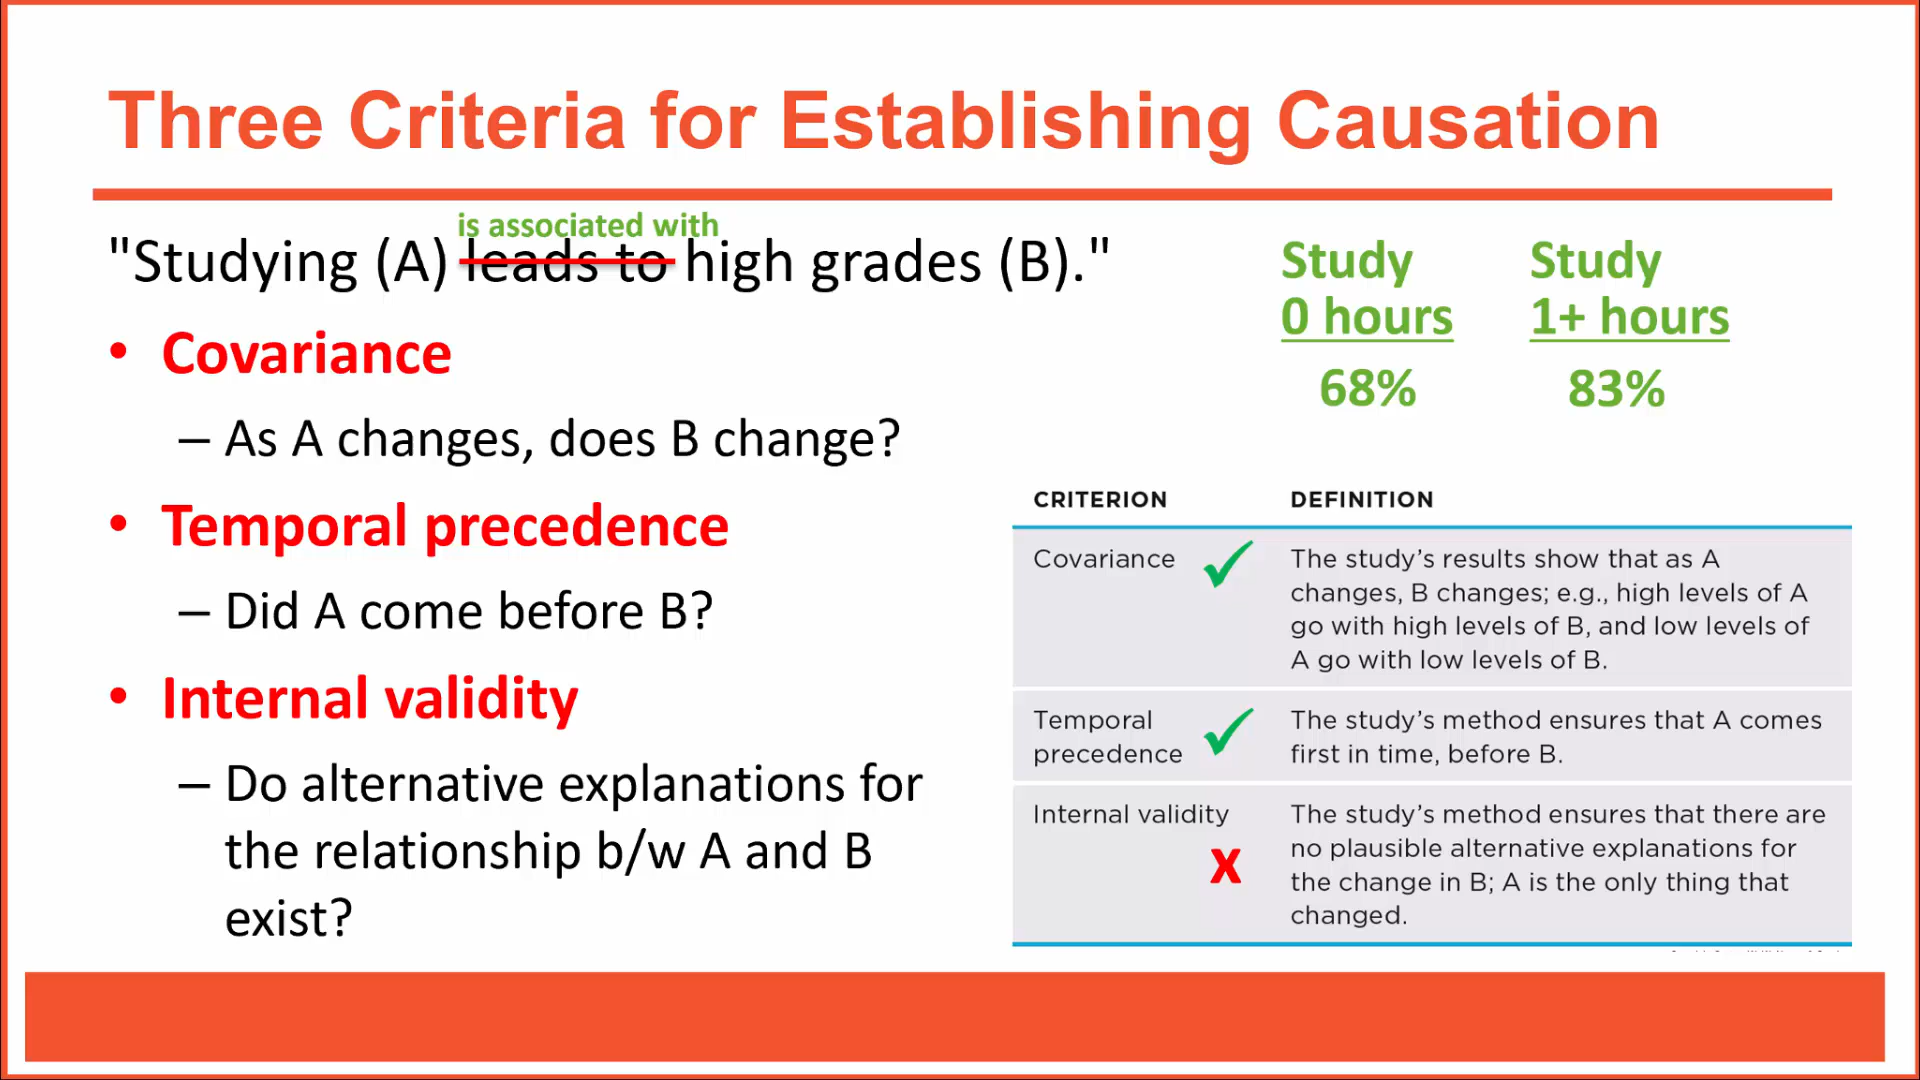 Three Criteria for Establishing Causation
is associated with
"Studying (A) leads to high grades (B)."
• Covariance
– As A changes, does B change?
• Temporal precedence
– Did A come before B?
• Internal validity
– Do alternative explanations for
the relationship b/w A and B
exist?
Study
0 hours
68%
Study
1+ hours
83%
CRITERION DEFINITION
Covariance ✓ The study's results show that as A
changes, B changes; e.g., high levels of A
go with high levels of B, and low levels of
A go with low levels of B.
Temporal ✓ The study's method ensures that A comes
precedence first in time, before B.
Internal validity The study's method ensures that there are
X no plausible alternative explanations for
the change in B; A is the only thing that
changed.